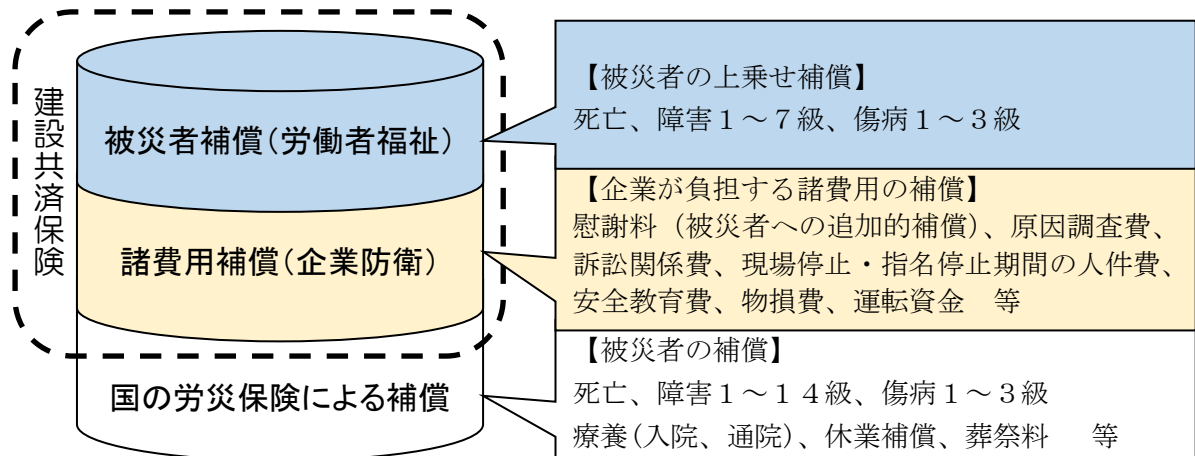 建設共済保険
被災者補償(労働者福祉)
【被災者の上乗せ補償】
死亡、障害1～7級、傷病1～3級
諸費用補償(企業防衛)
【企業が負担する諸費用の補償】
慰謝料（被災者への追加的補償）、原因調査費、
訴訟関係費、現場停止・指名停止期間の人件費、
安全教育費、物損費、運転資金　等
国の労災保険による補償
【被災者の補償】
死亡、障害1～14級、傷病1～3級
療養(入院、通院)、休業補償、葬祭料　等